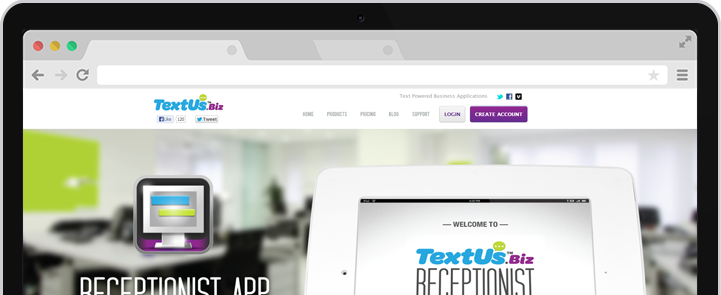 Text Powered Business Applications
TextUs.Biz
Like 120 Tweet
HOME PRODUCTS PRICING BLOG SUPPORT LOGIN CREATE ACCOUNT
— WELCOME TO —
TextUs.Biz™
RECEPTIONIST APP
RECEPTIONIST